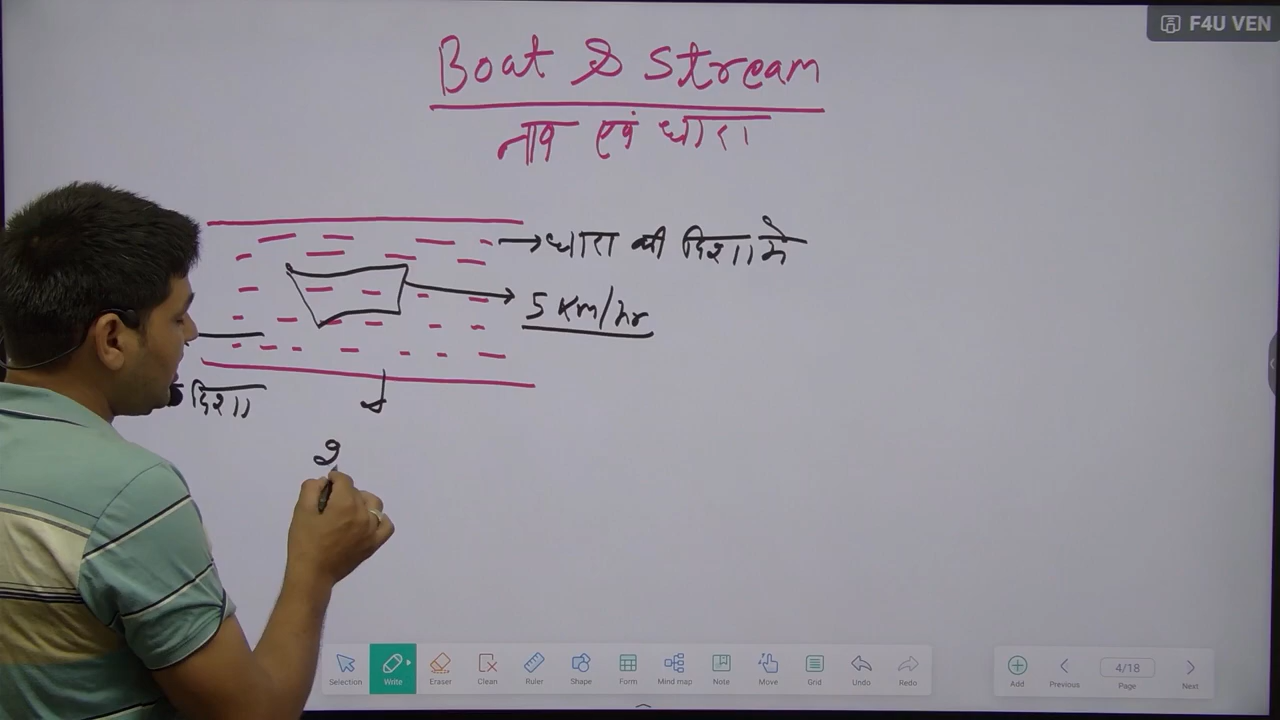 F4U VEN
Boat & Stream
नाव एवं धारा
धारा की दिशा में
5 Km/hr
दिशा
2
Selection
Write
Eraser
Clean
Ruler
Shape
Form
Mind map
Note
Move
Grid
Undo
Redo
Add
Previous
4/18
Page
Next